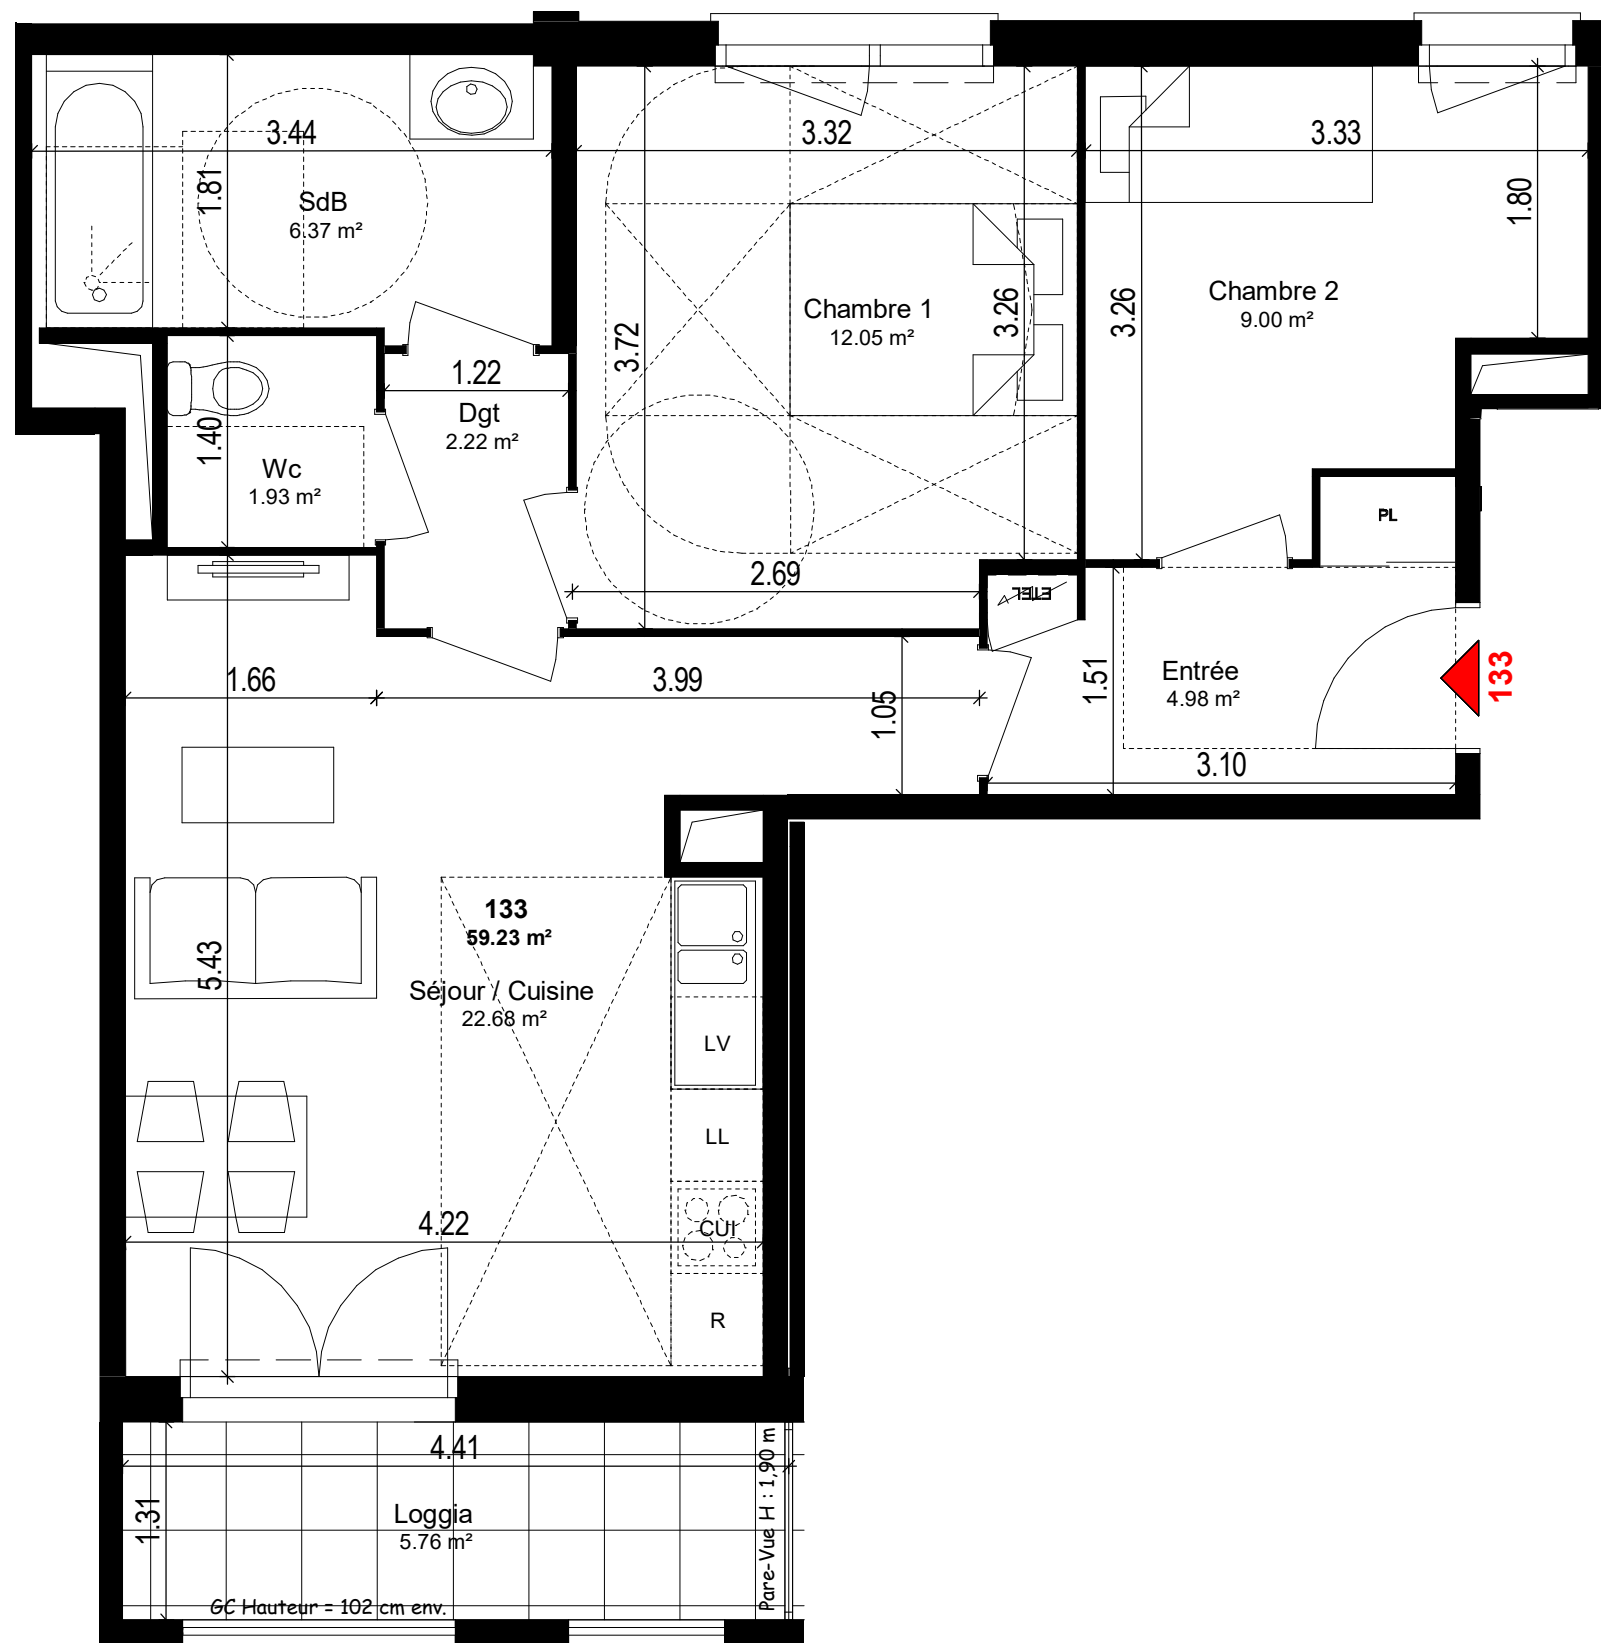 3.44
1.81
SdB
6.37 m²
3.32
3.33
1.80
Chambre 1
12.05 m²
3.26
3.26
Chambre 2
9.00 m²
3.72
1.22
Dgt
2.22 m²
1.40
Wc
1.93 m²
PL
2.69
ETEL
1.66
3.99
1.05
1.51
Entrée
4.98 m²
133
3.10
133
59.23 m²
5.43
Séjour / Cuisine
22.68 m²
LV
LL
4.22
CUI
R
4.41
1.31
Loggia
5.76 m²
Pare-Vue H : 1,90 m
GC Hauteur = 102 cm env.